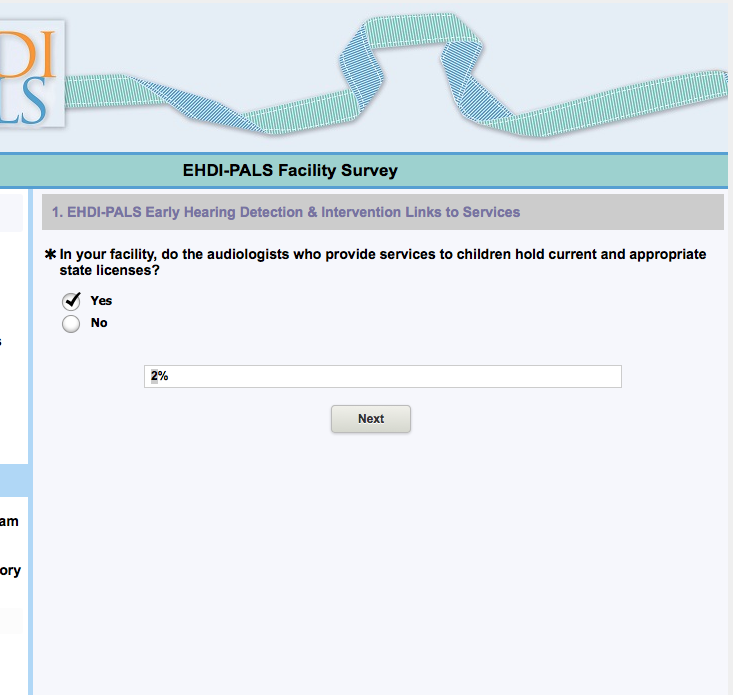 DI
LS
EHDI-PALS Facility Survey
1. EHDI-PALS Early Hearing Detection & Intervention Links to Services
* In your facility, do the audiologists who provide services to children hold current and appropriate
state licenses?
Yes
No
s
2%
Next
am
ory